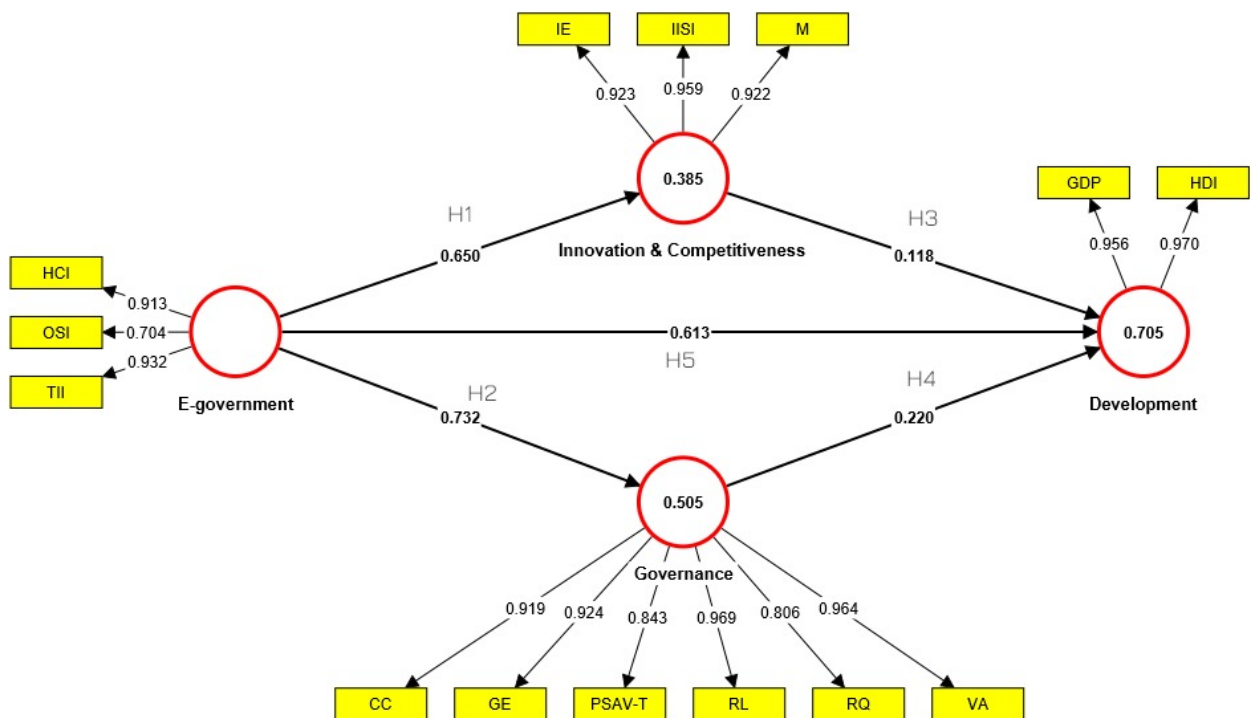 IE IISI M
0.923 0.959 0.922
0.385
GDP HDI
H1 H3
Innovation & Competitiveness
0.650 0.118
0.956 0.970
HCI
0.913
OSI 0.704 0.613 0.705
0.932
TII
H5
E-government Development
H2 H4
0.732 0.220
0.505
Governance
0.919 0.924 0.843 0.969 0.806 0.964
CC GE PSAV-T RL RQ VA